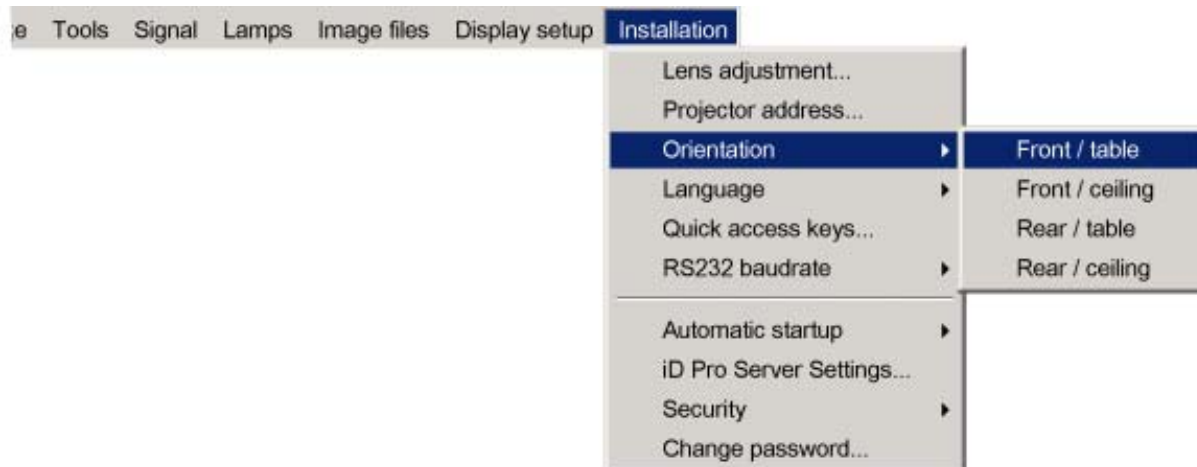 e Tools Signal Lamps Image files Display setup Installation
Lens adjustment...
Projector address...
Orientation
Front / table
Language
Front / ceiling
Quick access keys...
Rear / table
RS232 baudrate
Rear / ceiling
Automatic startup
iD Pro Server Settings...
Security
Change password...